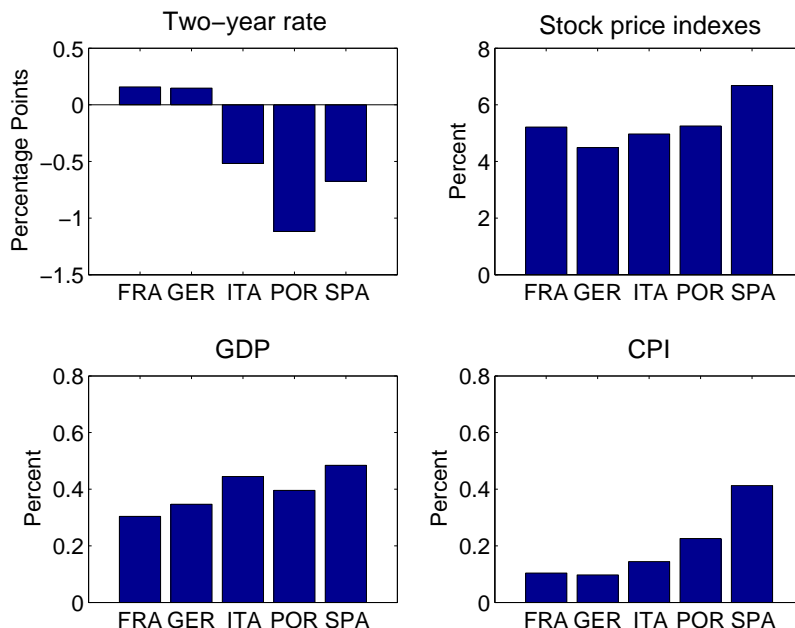 Two−year rate
Percentage Points
0.5
0
−0.5
−1
−1.5
FRA GER ITA POR SPA
Stock price indexes
Percent
8
6
4
2
0
FRA GER ITA POR SPA
GDP
Percent
0.8
0.6
0.4
0.2
0
FRA GER ITA POR SPA
CPI
Percent
0.8
0.6
0.4
0.2
0
FRA GER ITA POR SPA